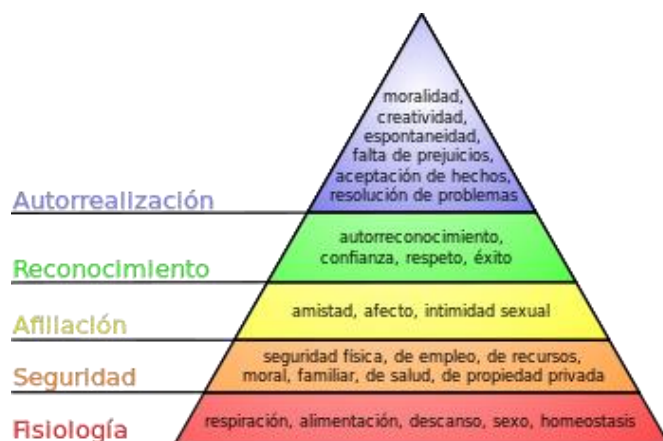 moralidad,
creatividad,
espontaneidad,
falta de prejuicios,
aceptación de hechos,
resolución de problemas
Autorrealización
autorreconocimiento,
confianza, respeto, éxito
Reconocimiento
amistad, afecto, intimidad sexual
Afiliación
seguridad física, de empleo, de recursos,
moral, familiar, de salud, de propiedad privada
Seguridad
respiración, alimentación, descanso, sexo, homeostasis
Fisiología